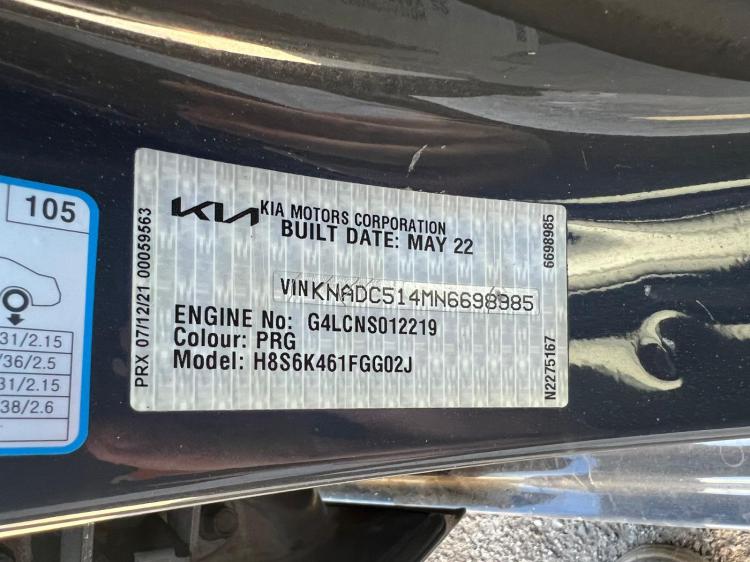 105
31/2.15
/36/2.5
31/2.15
38/2.6
PRX 07/12/21 00059563
KIA KIA MOTORS CORPORATION
BUILT DATE: MAY 22
VIN KNADC514MN6698985
ENGINE No: G4LCNS012219
Colour: PRG
Model: H8S6K461FGG02J
6698985
N2275167